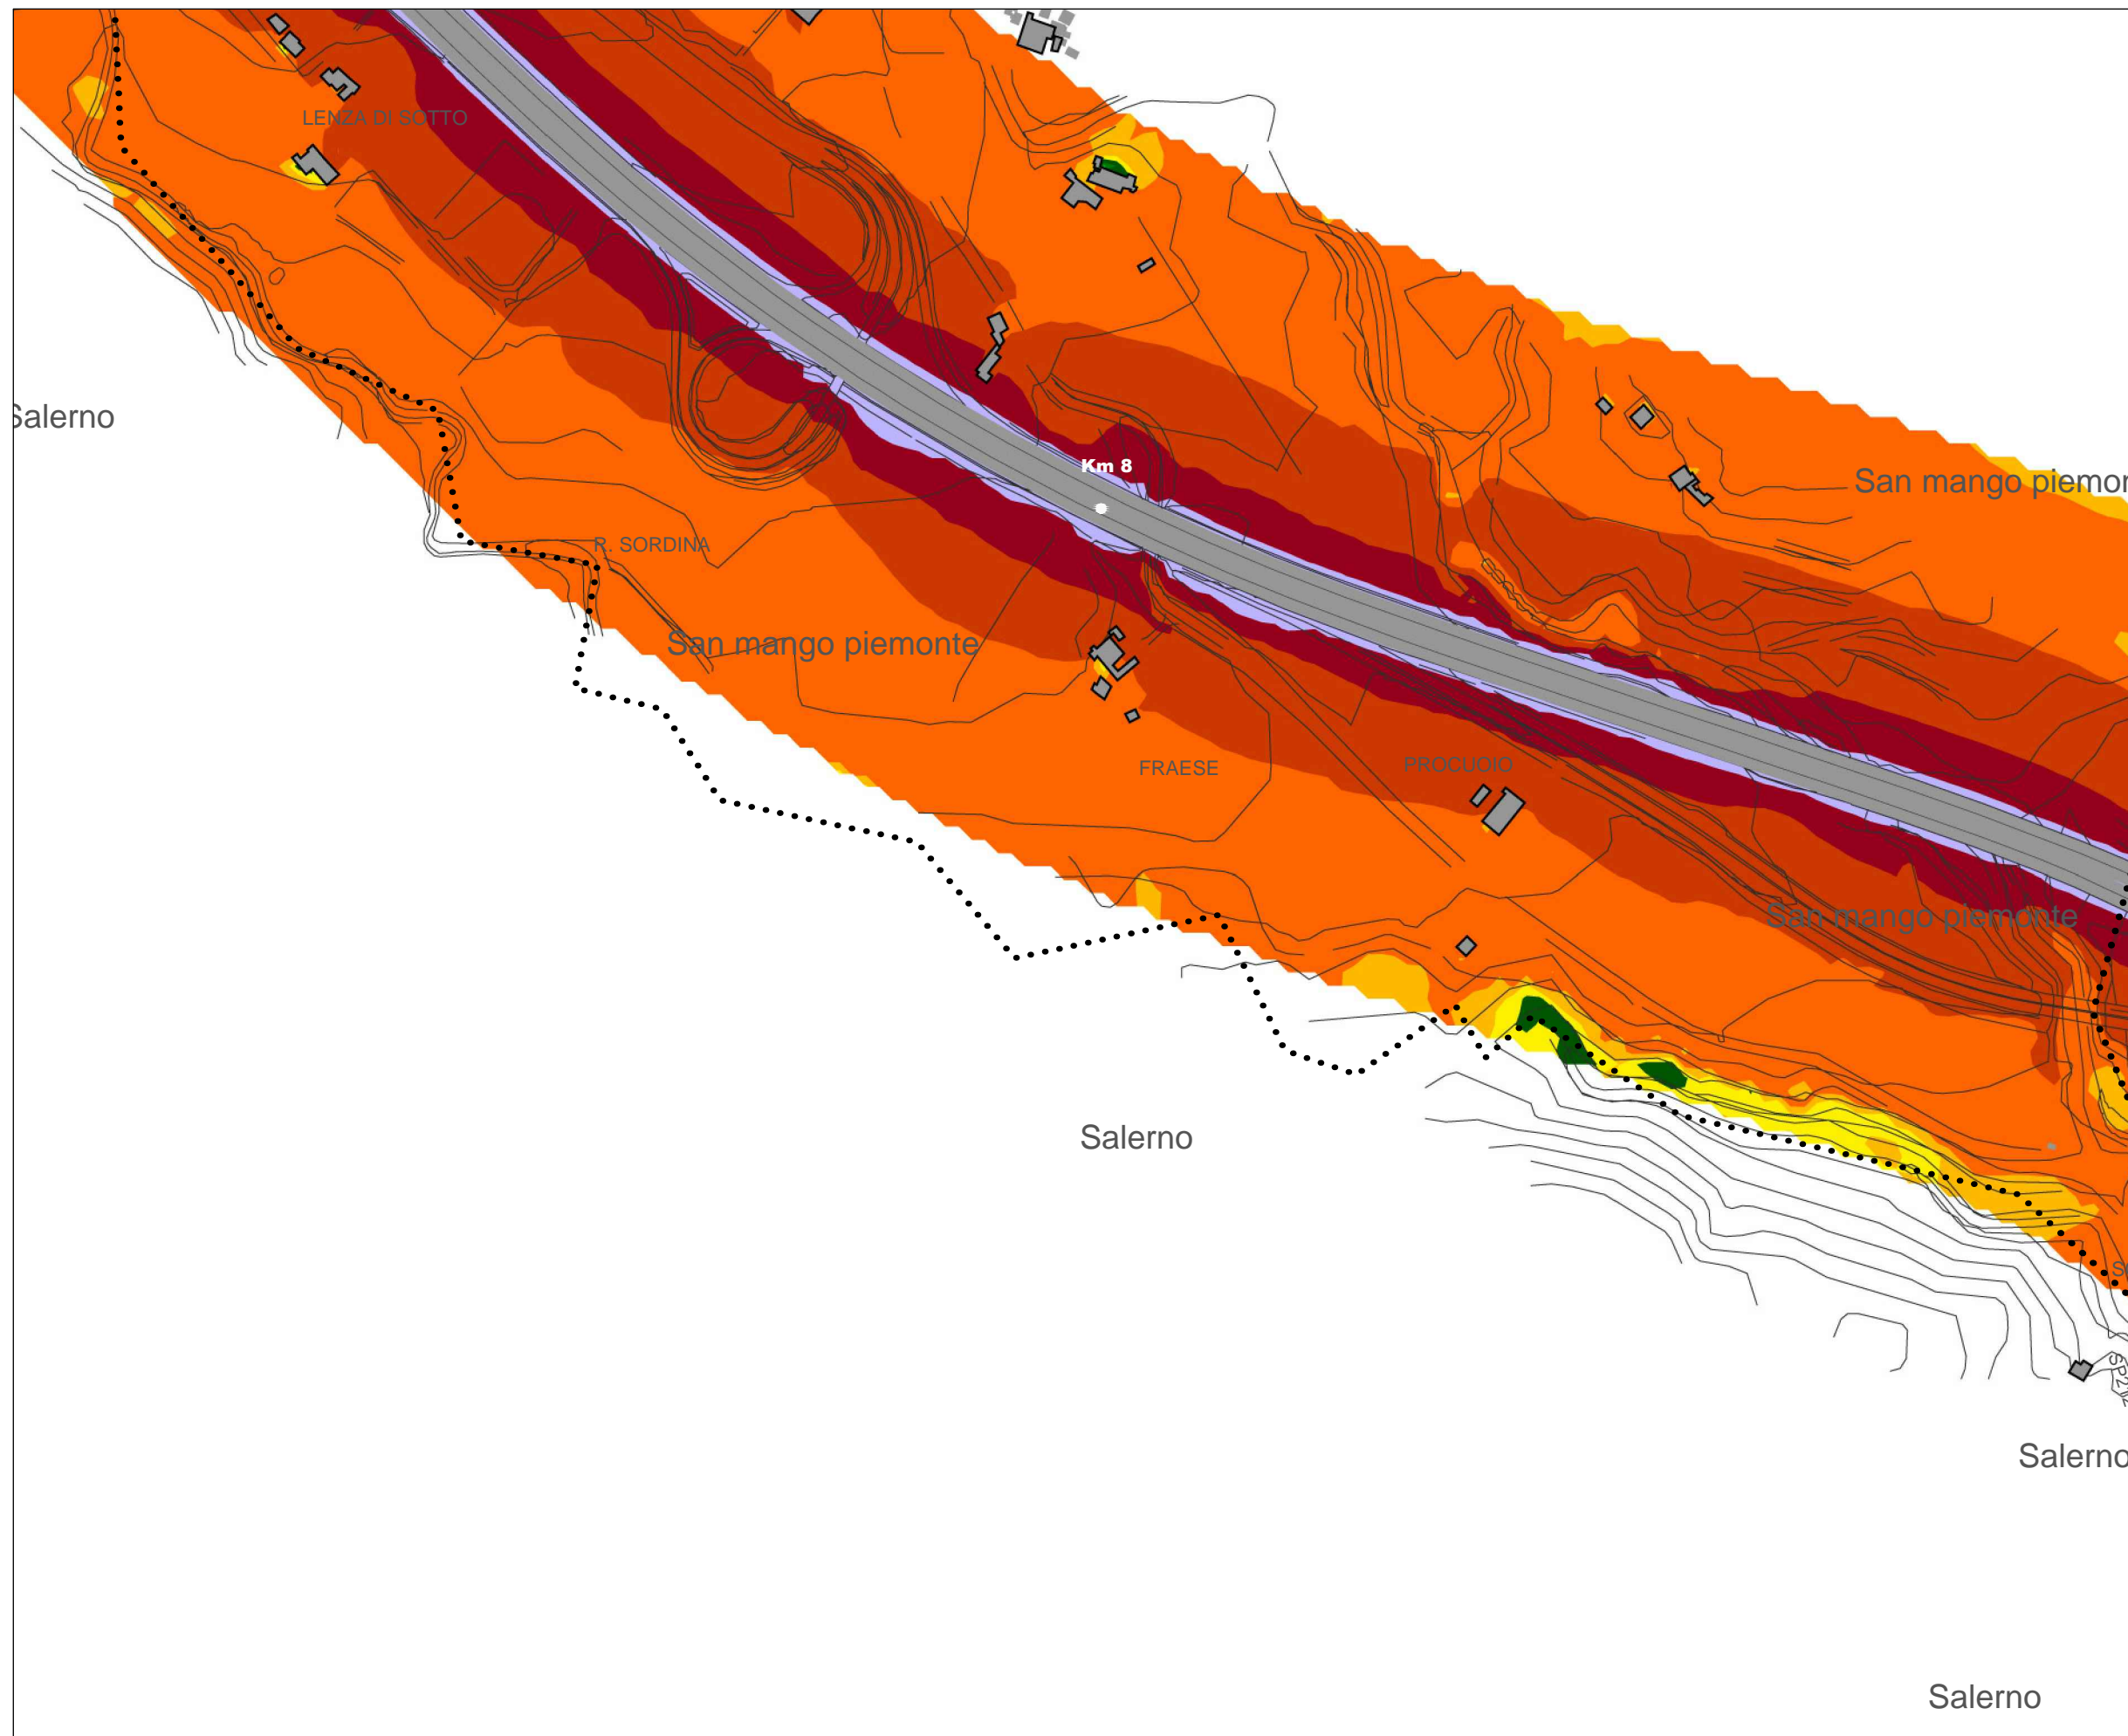 LENZA DI SOTTO
Salerno
Km 8
San mango piemon
R. SORDINA
San mango piemonte
FRAESE
PROCUOIO
San mango piemonte
Salerno
S
Salerno
Salerno